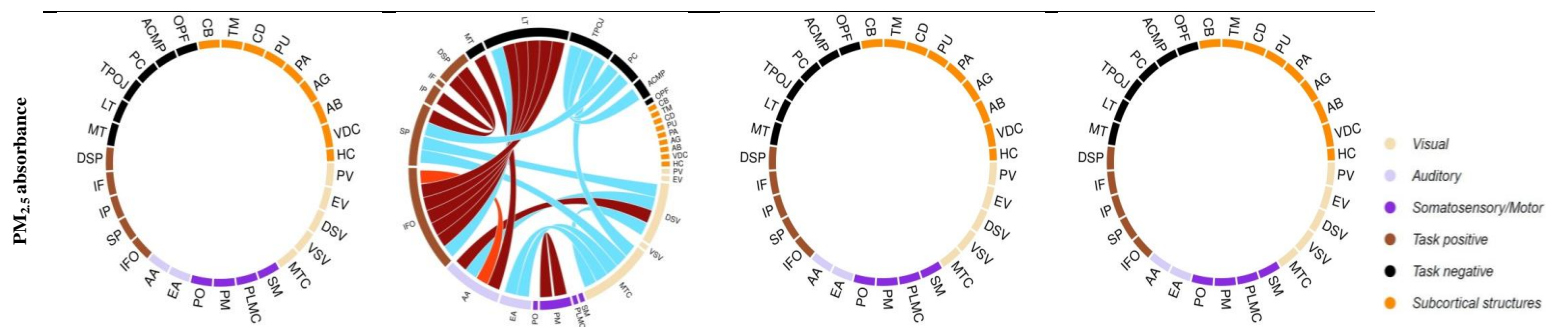 PM2.5 absorbance
OPF
CB
TM
CD
PU
PA
AG
AB
VDC
HC
PV
EV
DSV
VSV
MTC
SM
PLMC
PM
PO
EA
AA
IFO
SP
IP
IF
DSP
MT
LT
TPOJ
PC
ACMP
LT
TPOJ
PC
ACMP
OPF
CB
TM
CD
PU
PA
AG
AB
VDC
HC
PV
EV
DSV
VSV
MTC
SM
PLMC
PM
PO
EA
AA
IFO
SP
IP
IF
DSP
MT
OPF
CB
TM
CD
PU
PA
AG
AB
VDC
HC
PV
EV
DSV
VSV
MTC
SM
PLMC
PM
PO
EA
AA
IFO
SP
IP
IF
DSP
MT
LT
TPOJ
PC
ACMP
OPF
CB
TM
CD
PU
PA
AG
AB
VDC
HC
PV
EV
DSV
VSV
MTC
SM
PLMC
PM
PO
EA
AA
IFO
SP
IP
IF
DSP
MT
LT
TPOJ
PC
ACMP
Visual
Auditory
Somatosensory/Motor
Task positive
Task negative
Subcortical structures